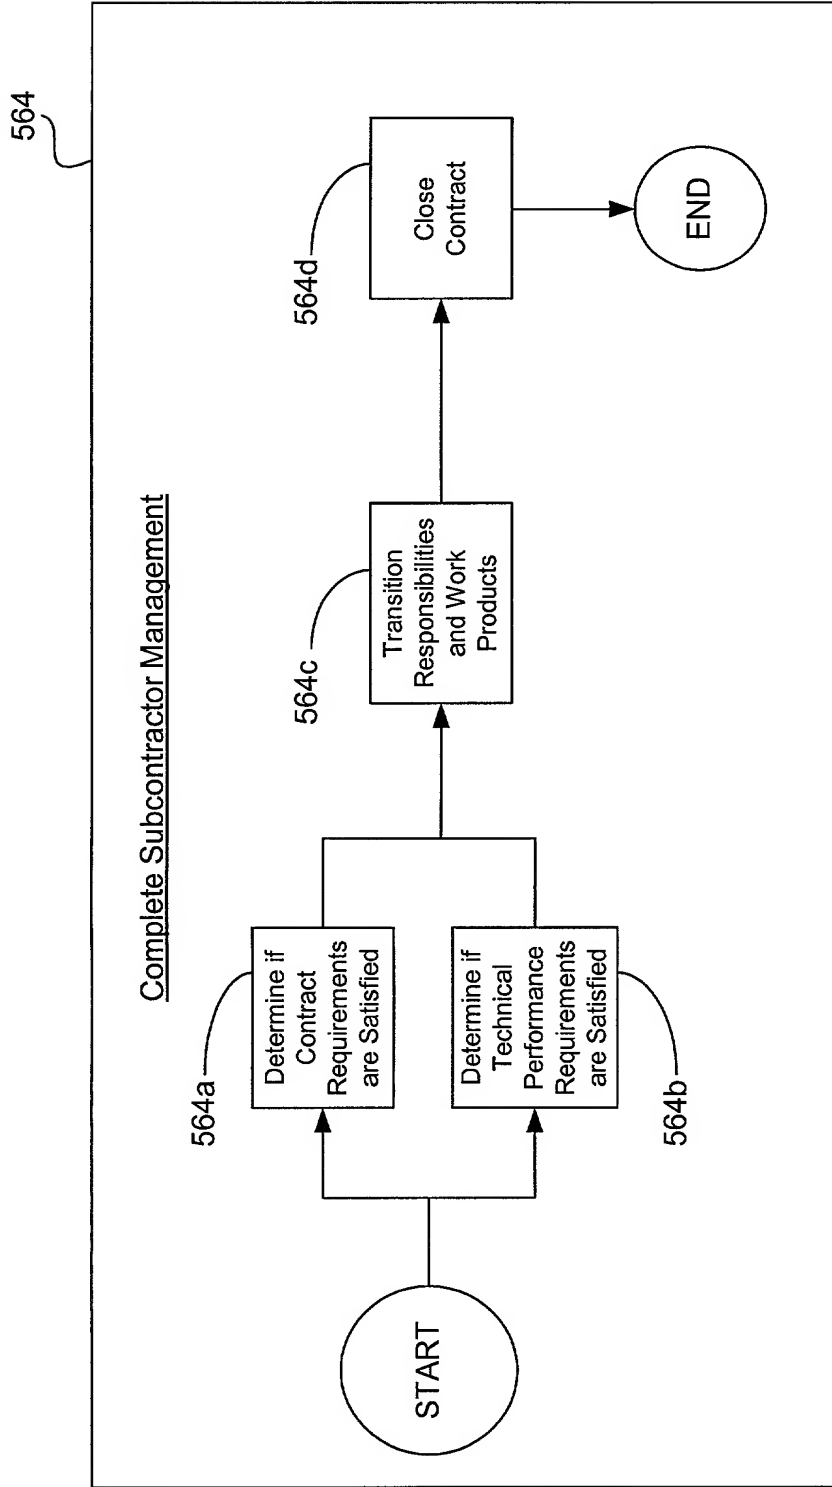 564
Complete Subcontractor Management
START
564a
Determine if
Contract
Requirements
are Satisfied
Determine if
Technical
Performance
Requirements
are Satisfied
564b
564c
Transition
Responsibilities
and Work
Products
564d
Close
Contract
END